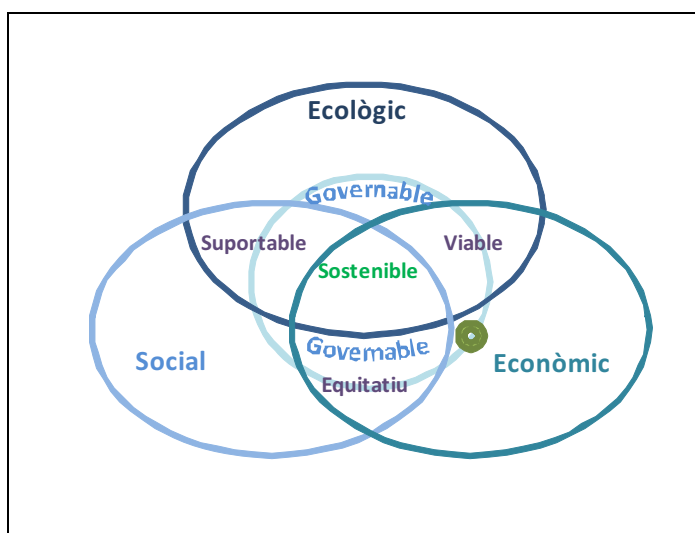 Ecològic
Governable
Suportable
Viable
Sostenible
Governable
Social
Econòmic
Equitatiu